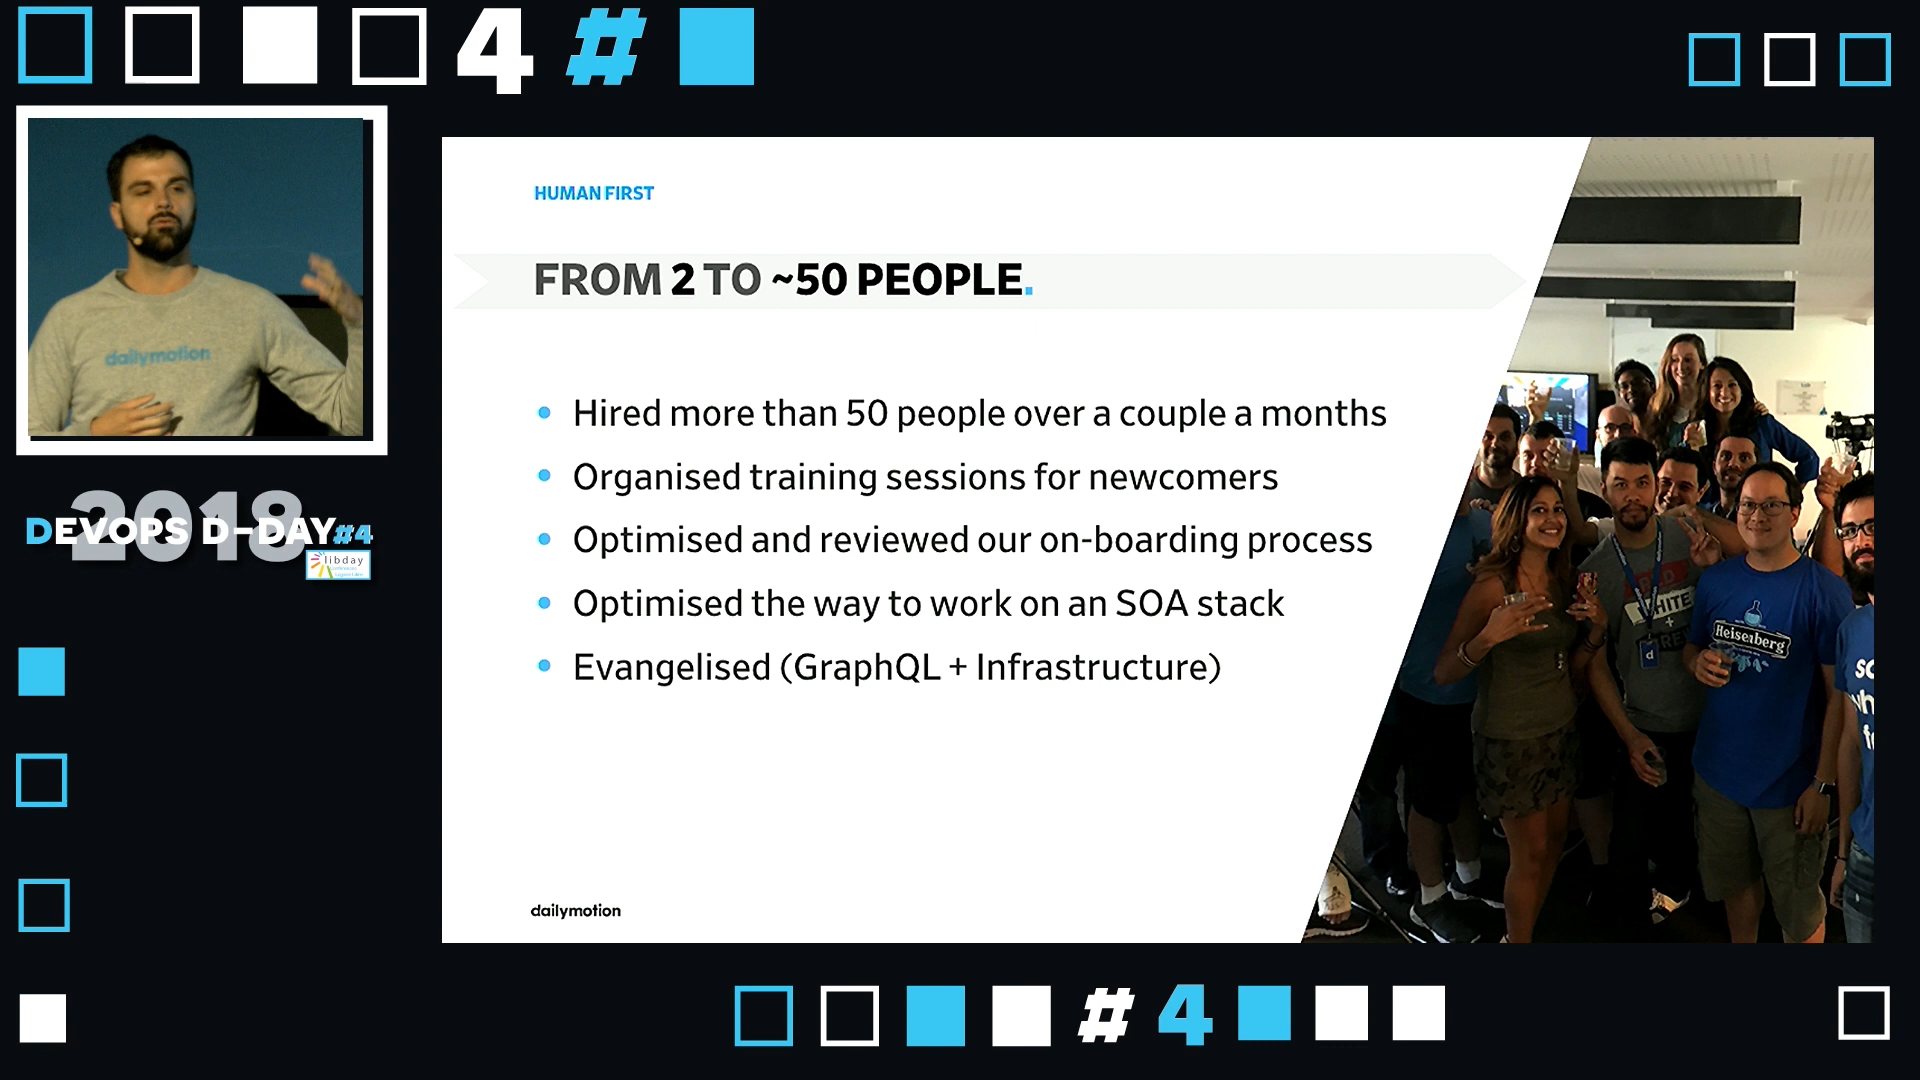 4 #
dailymotion
2018
DEVOPS D-DAY #4
libday
HUMAN FIRST
FROM 2 TO ~50 PEOPLE.
• Hired more than 50 people over a couple a months
• Organised training sessions for newcomers
• Optimised and reviewed our on-boarding process
• Optimised the way to work on an SOA stack
• Evangelised (GraphQL + Infrastructure)
dailymotion
WHITE
+
Heisenberg
d
# 4